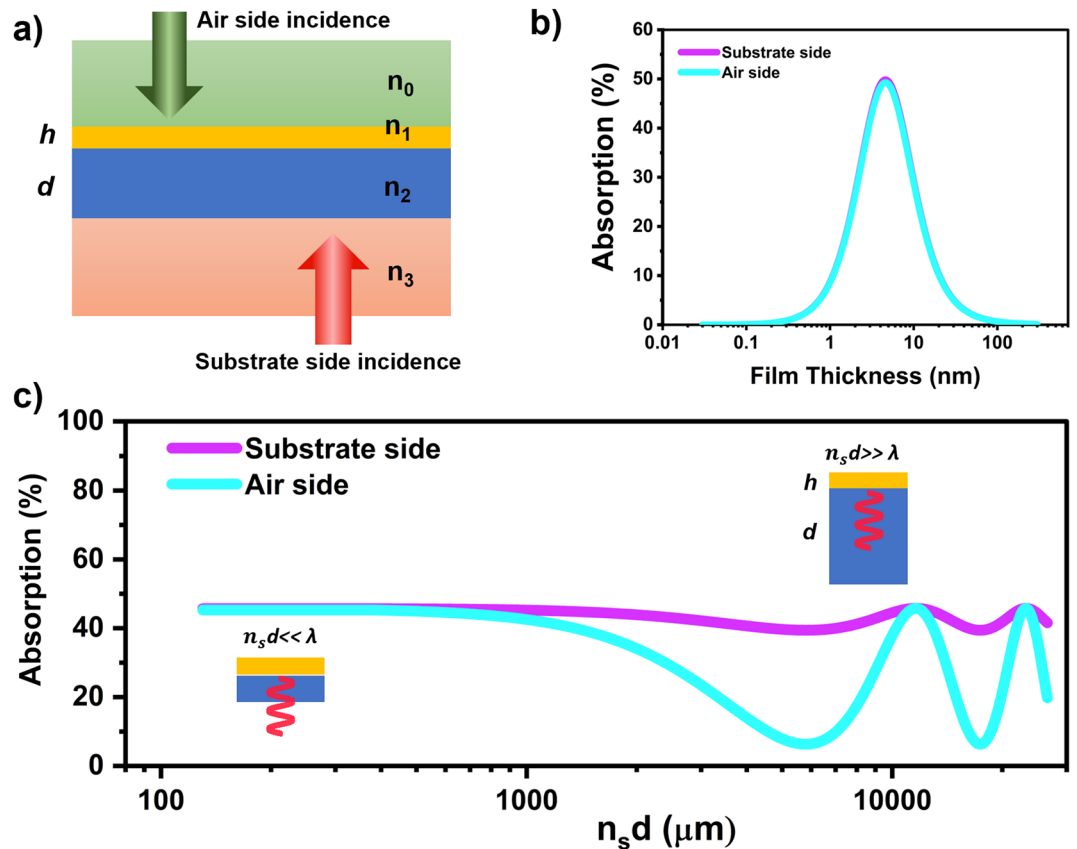 a)
Air side incidence
n₀
h
n₁
d
n₂
n₃
Substrate side incidence
b)
Absorption (%)
60
50
40
30
20
10
0
Substrate side
Air side
0.01
0.1
1
10
100
Film Thickness (nm)
c)
Absorption (%)
100
80
60
40
20
0
Substrate side
Air side
nₛd<< λ
nₛd>> λ
h
d
100
1000
10000
nₛd (μm)